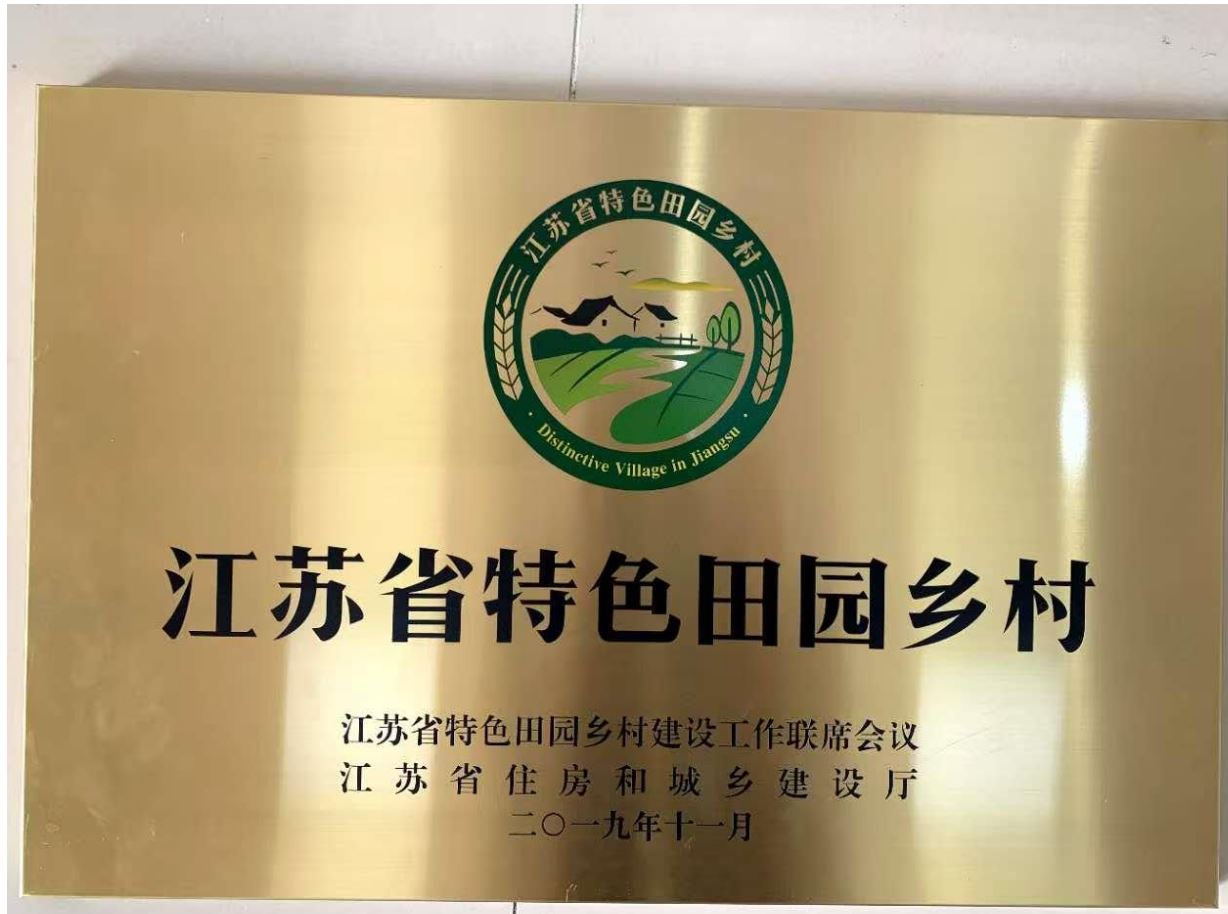 江苏省特色田园乡村
Distinctive Village in Jiangsu
江苏省特色田园乡村
江苏省特色田园乡村建设工作联席会议
江苏省住房和城乡建设厅
二〇一九年十一月